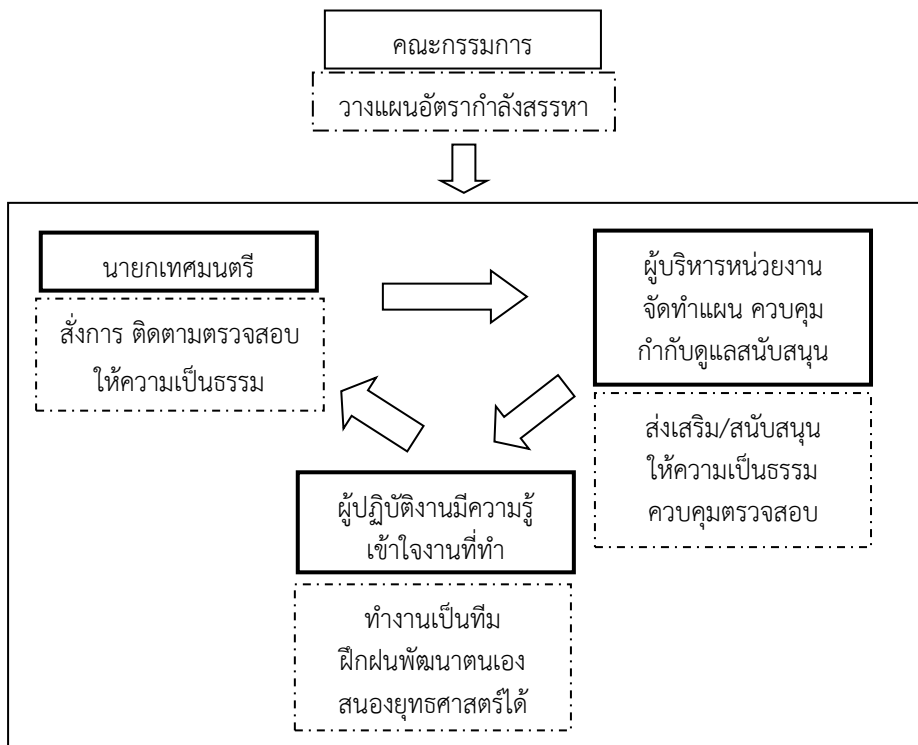 คณะกรรมการ
วางแผนอัตรากำลังสรรหา
นายกเทศมนตรี
สั่งการ ติดตามตรวจสอบ
ให้ความเป็นธรรม
ผู้บริหารหน่วยงาน
จัดทำแผน ควบคุม
กำกับดูแลสนับสนุน
ส่งเสริม/สนับสนุน
ให้ความเป็นธรรม
ควบคุมตรวจสอบ
ผู้ปฏิบัติงานมีความรู้
เข้าใจงานที่ทำ
ทำงานเป็นทีม
ฝึกฝนพัฒนาตนเอง
สนองยุทธศาสตร์ได้